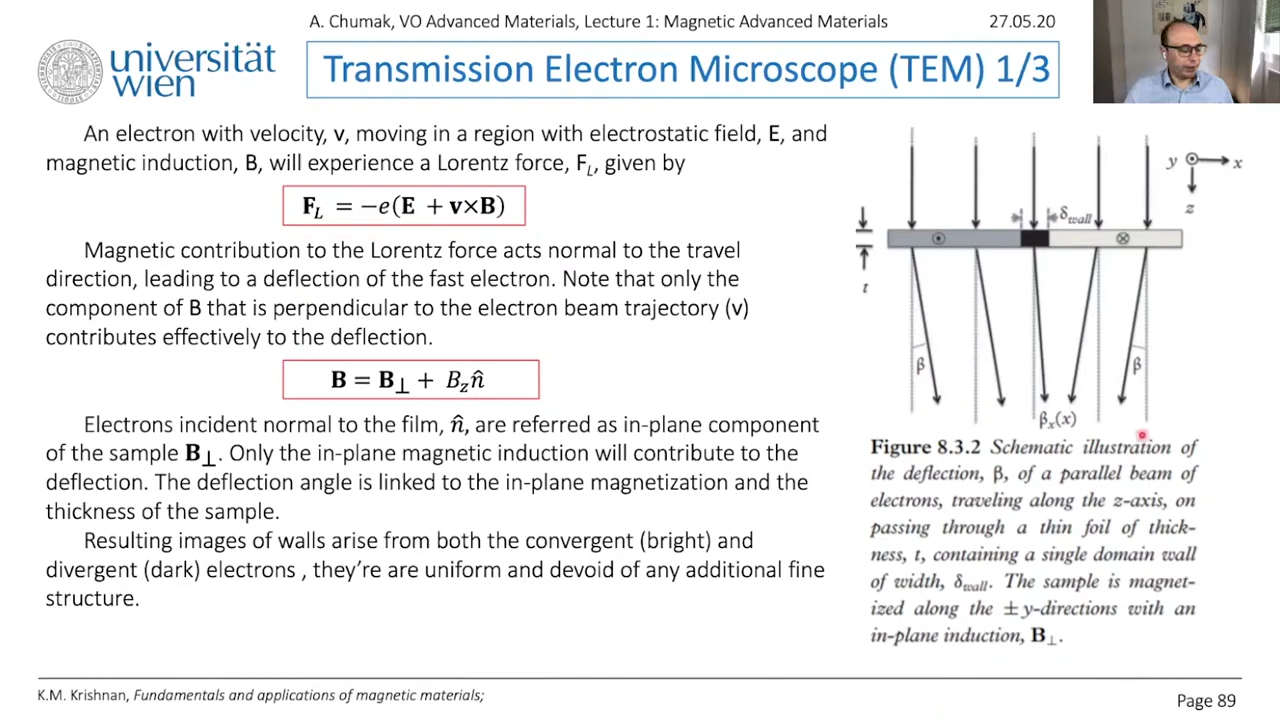 A. Chumak, VO Advanced Materials, Lecture 1: Magnetic Advanced Materials
27.05.20
universität
wien
Transmission Electron Microscope (TEM) 1/3
An electron with velocity, v, moving in a region with electrostatic field, E, and
magnetic induction, B, will experience a Lorentz force, F_L, given by
F_L = −e(E + v×B)
Magnetic contribution to the Lorentz force acts normal to the travel
direction, leading to a deflection of the fast electron. Note that only the
component of B that is perpendicular to the electron beam trajectory (v)
contributes effectively to the deflection.
B = B⊥ + B_z n̂
Electrons incident normal to the film, n̂, are referred as in-plane component
of the sample B⊥. Only the in-plane magnetic induction will contribute to the
deflection. The deflection angle is linked to the in-plane magnetization and the
thickness of the sample.
Resulting images of walls arise from both the convergent (bright) and
divergent (dark) electrons , they're are uniform and devoid of any additional fine
structure.
y
x
z
δ_wall
t
β
β
β_x(x)
Figure 8.3.2 Schematic illustration of
the deflection, β, of a parallel beam of
electrons, traveling along the z-axis, on
passing through a thin foil of thick-
ness, t, containing a single domain wall
of width, δ_wall. The sample is magnet-
ized along the ±y-directions with an
in-plane induction, B⊥.
K.M. Krishnan, Fundamentals and applications of magnetic materials;
Page 89